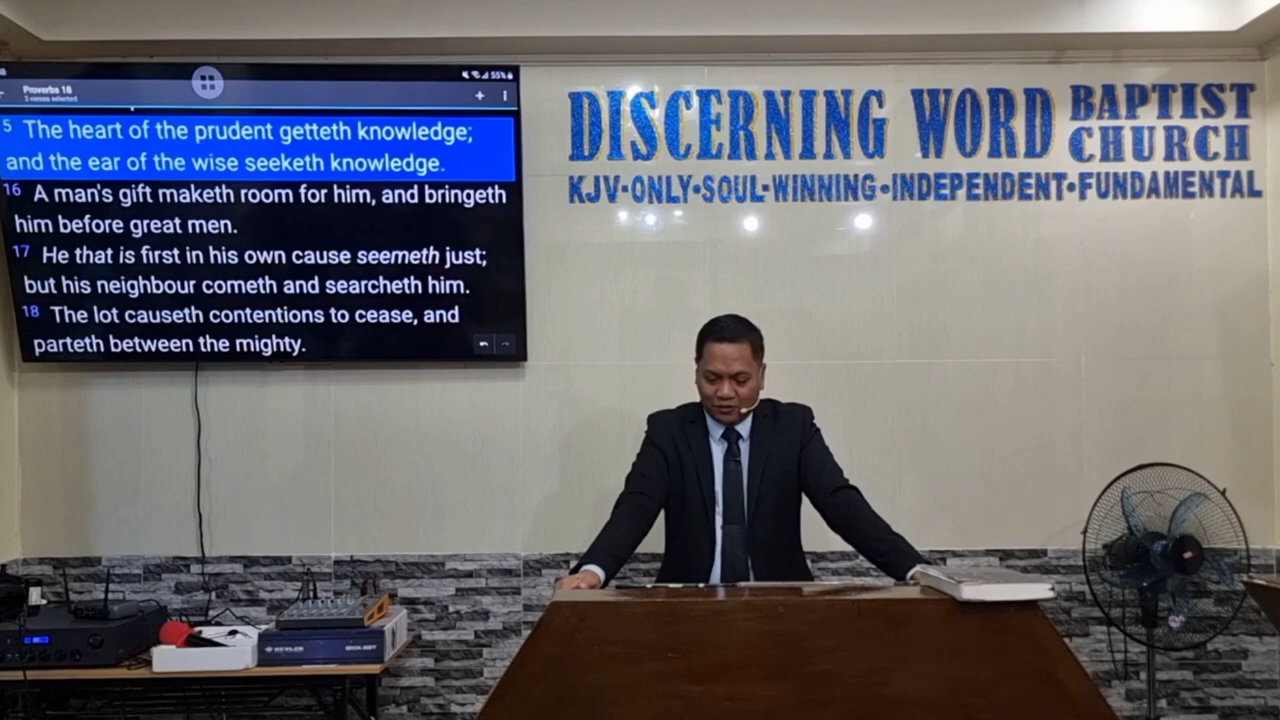 55%
Proverbs 18
5 The heart of the prudent getteth knowledge;
and the ear of the wise seeketh knowledge.
16 A man's gift maketh room for him, and bringeth
him before great men.
17 He that is first in his own cause seemeth just;
but his neighbour cometh and searcheth him.
18 The lot causeth contentions to cease, and
parteth between the mighty.
DISCERNING WORD BAPTIST CHURCH
KJV-ONLY•SOUL-WINNING•INDEPENDENT•FUNDAMENTAL